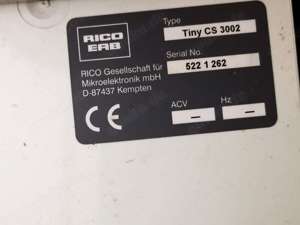 RICO
EAB
Type
Tiny CS 3002
Serial No.
522 1 262
RICO Gesellschaft für
Mikroelektronik mbH
D-87437 Kempten
ACV
Hz
–
–
CE